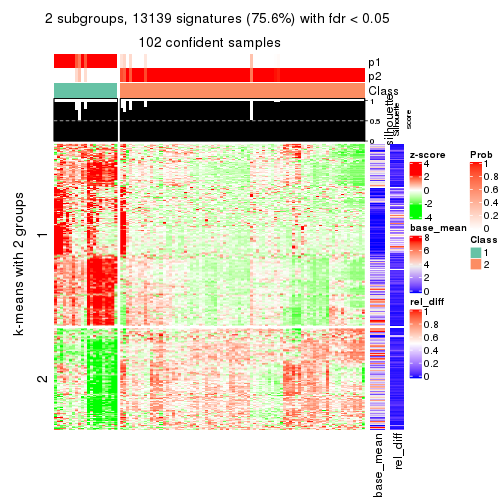 2 subgroups, 13139 signatures (75.6%) with fdr < 0.05
102 confident samples
p1
p2
Class
1
0.5
0
silhouette
Silhouette
score
k-means with 2 groups
1
2
base_mean
rel_diff
z-score
4
2
0
-2
-4
base_mean
8
6
4
2
0
rel_diff
1
0.8
0.6
0.4
0.2
0
Prob
1
0.8
0.6
0.4
0.2
0
Class
1
2